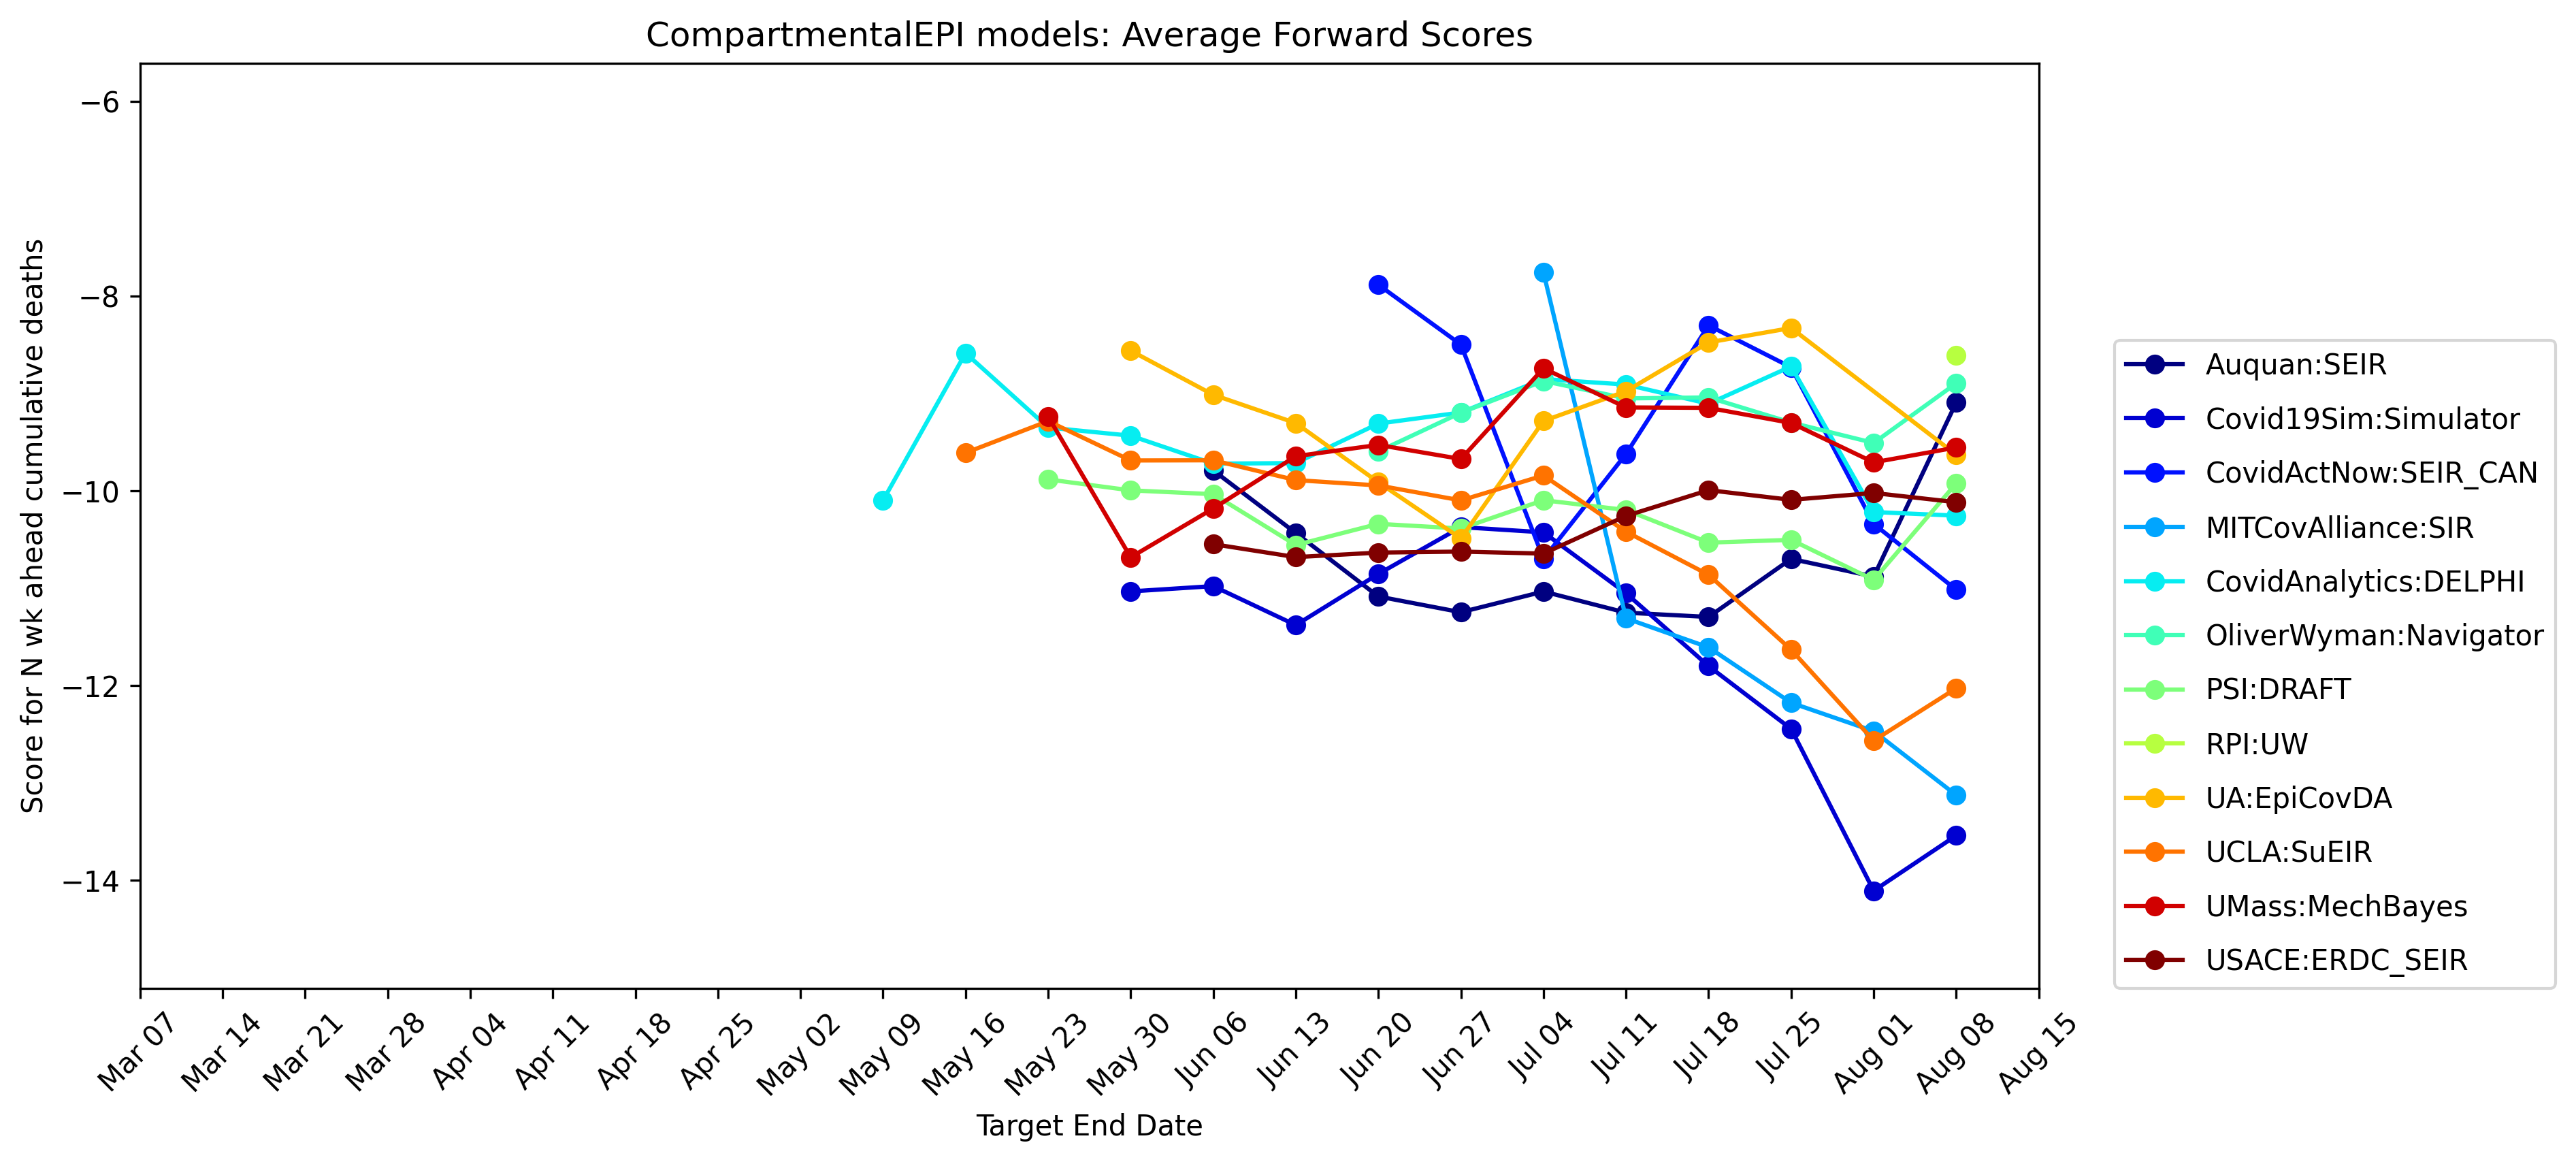 CompartmentalEPI models: Average Forward Scores
Score for N wk ahead cumulative deaths
−6
−8
−10
−12
−14
Mar 07
Mar 14
Mar 21
Mar 28
Apr 04
Apr 11
Apr 18
Apr 25
May 02
May 09
May 16
May 23
May 30
Jun 06
Jun 13
Jun 20
Jun 27
Jul 04
Jul 11
Jul 18
Jul 25
Aug 01
Aug 08
Aug 15
Target End Date
Auquan:SEIR
Covid19Sim:Simulator
CovidActNow:SEIR_CAN
MITCovAlliance:SIR
CovidAnalytics:DELPHI
OliverWyman:Navigator
PSI:DRAFT
RPI:UW
UA:EpiCovDA
UCLA:SuEIR
UMass:MechBayes
USACE:ERDC_SEIR